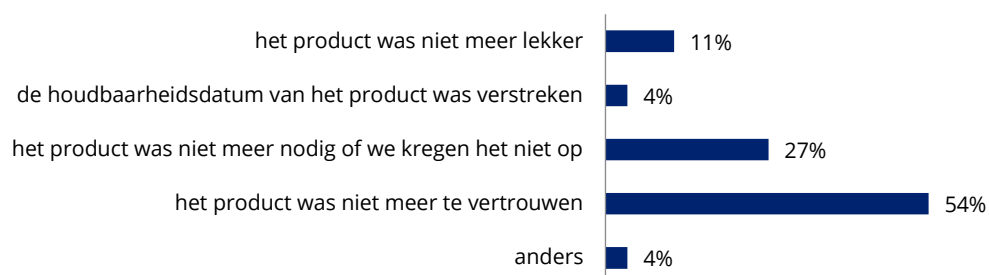 het product was niet meer lekker 11%
de houdbaarheidsdatum van het product was verstreken 4%
het product was niet meer nodig of we kregen het niet op 27%
het product was niet meer te vertrouwen 54%
anders 4%